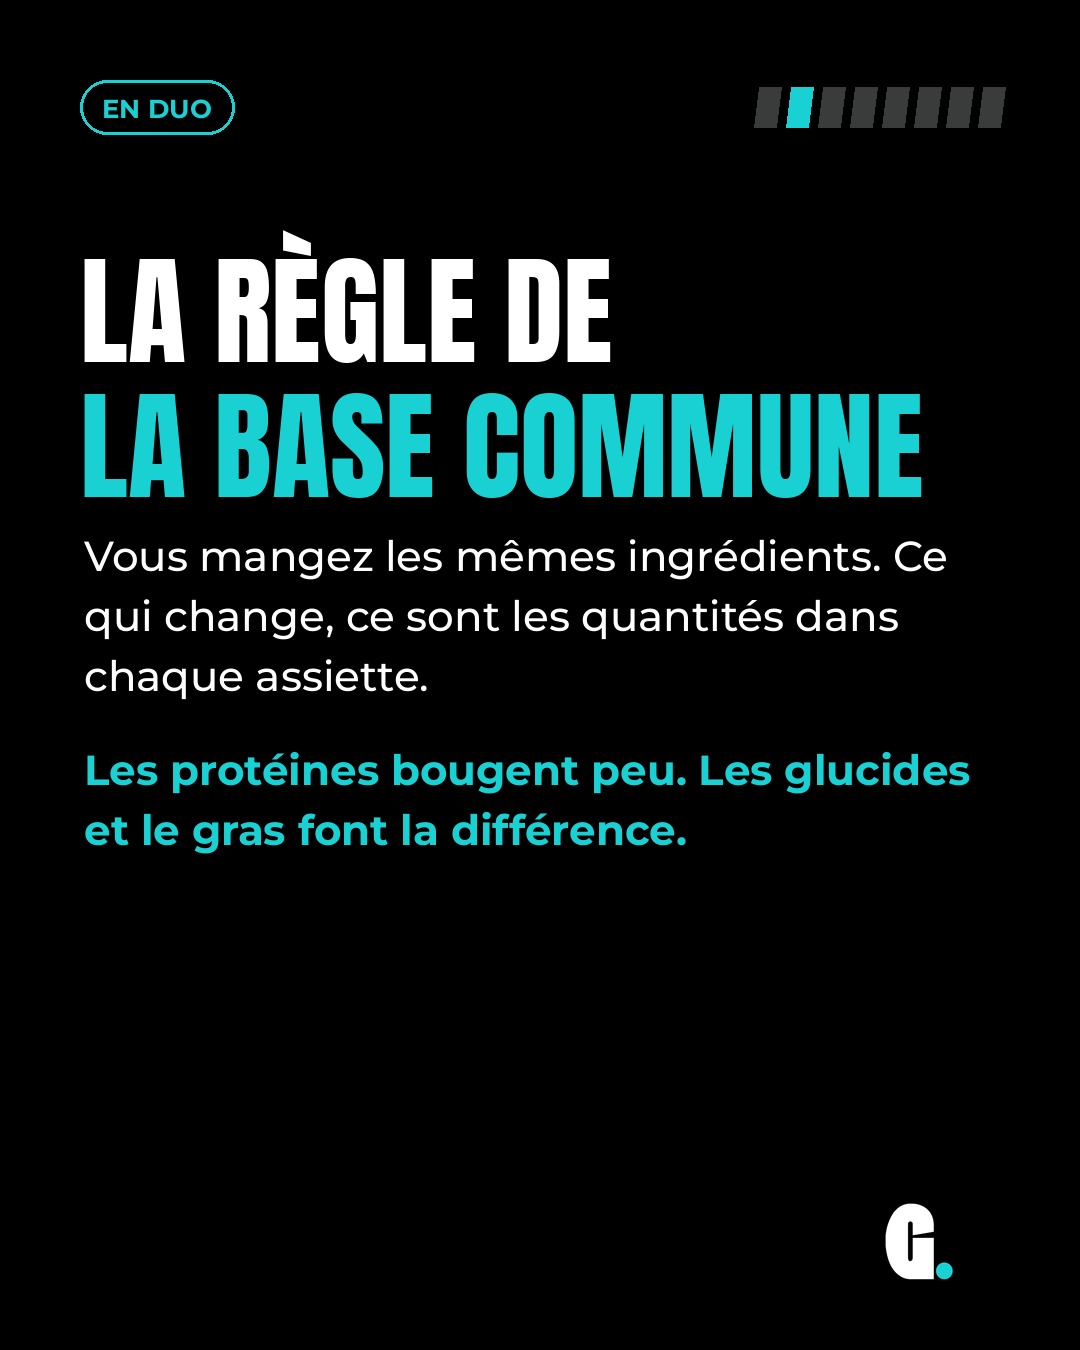 EN DUO
LA RÈGLE DE
LA BASE COMMUNE
Vous mangez les mêmes ingrédients. Ce
qui change, ce sont les quantités dans
chaque assiette.
Les protéines bougent peu. Les glucides
et le gras font la différence.
G.